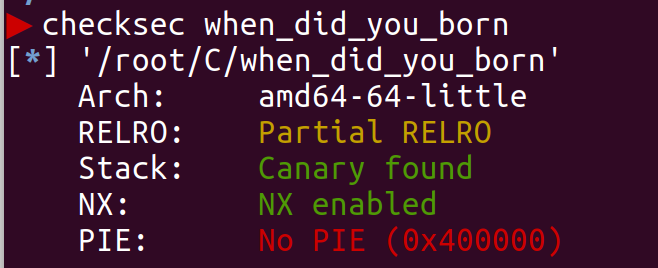 checksec when_did_you_born
[*] '/root/C/when_did_you_born'
Arch: amd64-64-little
RELRO: Partial RELRO
Stack: Canary found
NX: NX enabled
PIE: No PIE (0x400000)